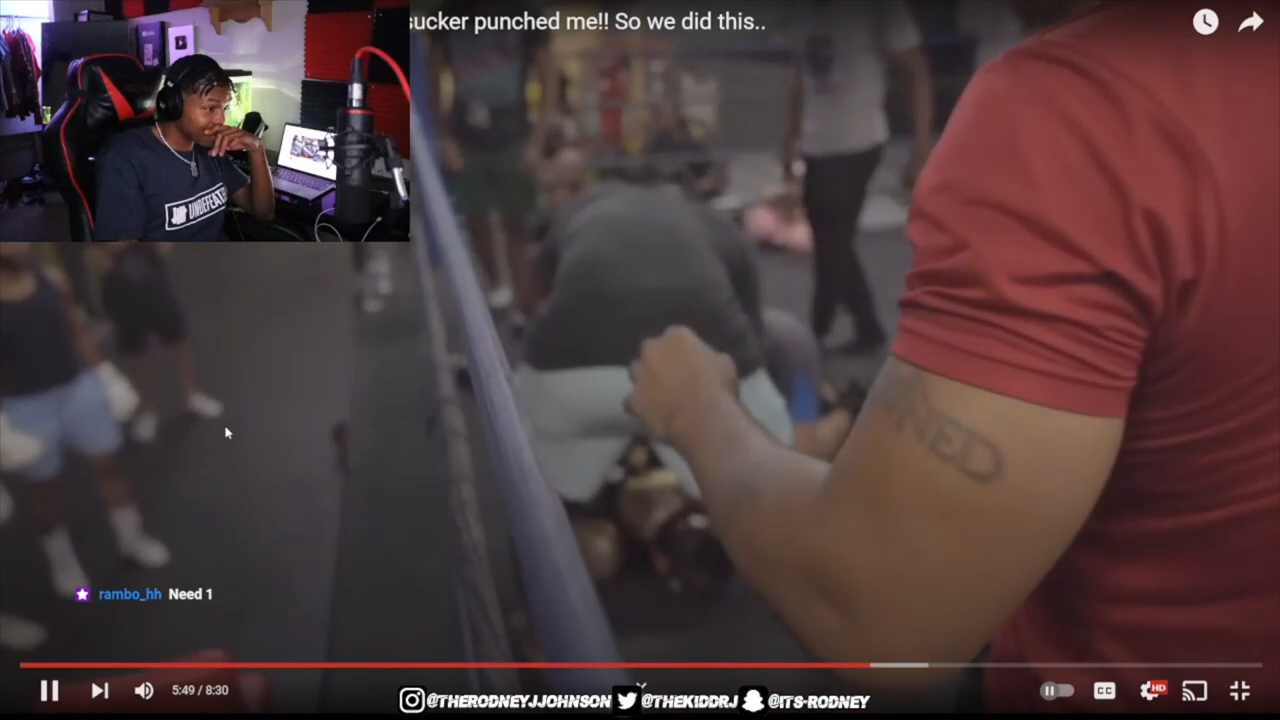 sucker punched me!! So we did this..
UNDEFEATED
NED
rambo_hh Need 1
5:49 / 8:30
CC
HD
@THERODNEYJJOHNSON @THEKIDDRJ @ITS-RODNEY